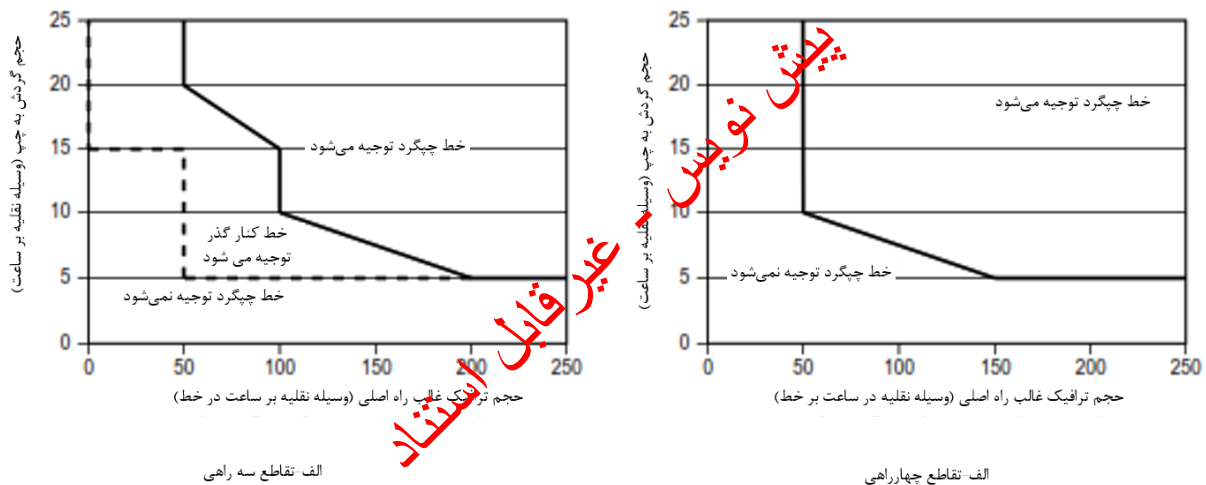 حجم گردش به چپ (وسیله نقلیه بر ساعت)
25
20
15
10
5
0
خط چپگرد توجیه می‌شود
خط کنار گذر
توجیه می شود
خط چپگرد توجیه نمی‌شود
0 50 100 150 200 250
حجم ترافیک غالب راه اصلی (وسیله نقلیه بر ساعت در خط)
الف-تقاطع سه راهی
حجم گردش به چپ (وسیله نقلیه بر ساعت)
25
20
15
10
5
0
خط چپگرد توجیه می‌شود
خط چپگرد توجیه نمی‌شود
0 50 100 150 200 250
حجم ترافیک غالب راه اصلی (وسیله نقلیه در ساعت بر خط)
الف-تقاطع چهارراهی
پیش نویس - غیر قابل استناد